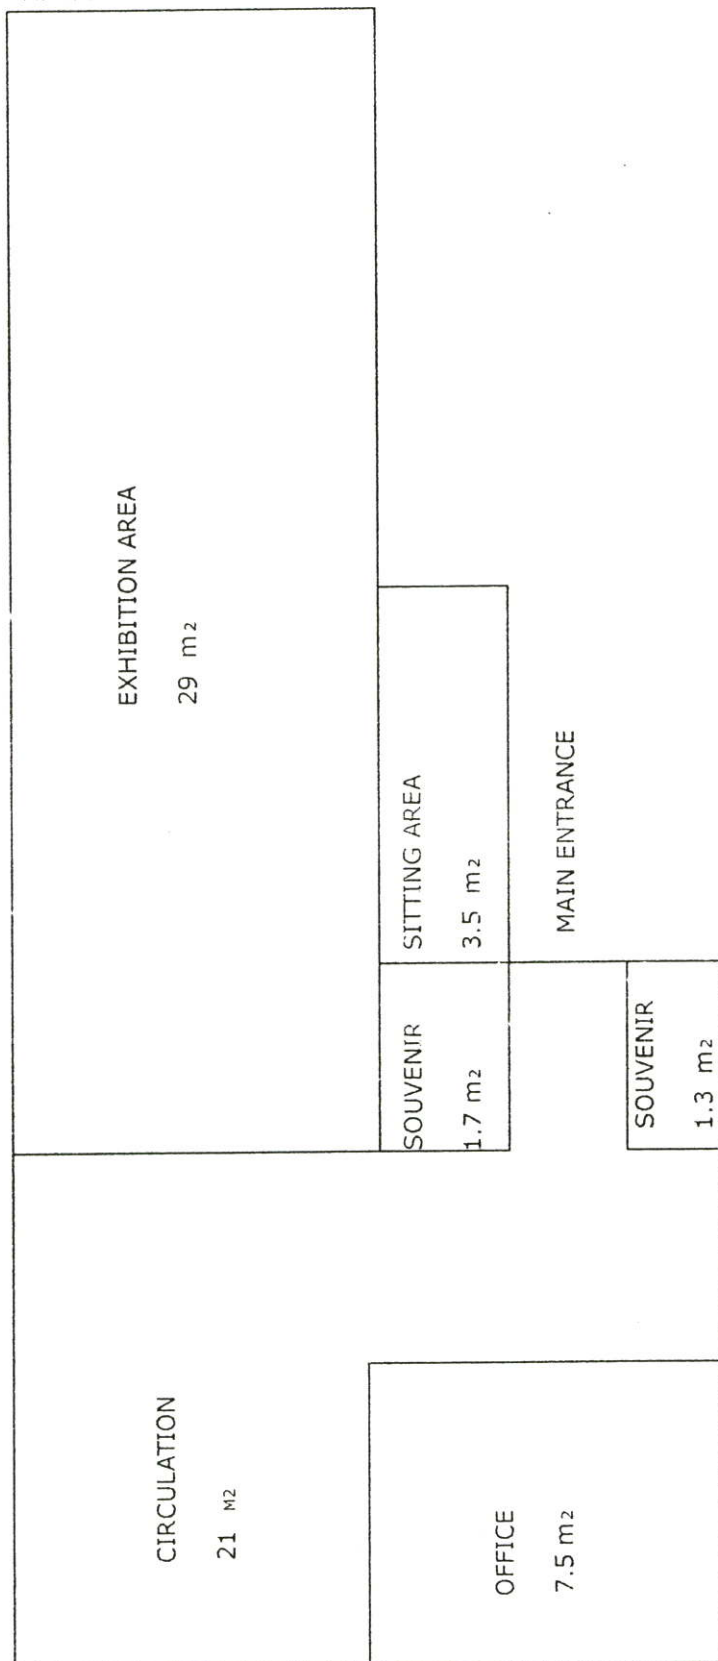 EXHIBITION AREA
29 m2
SITTING AREA
3.5 m2
MAIN ENTRANCE
SOUVENIR
1.7 m2
SOUVENIR
1.3 m2
CIRCULATION
21 M2
OFFICE
7.5 m2